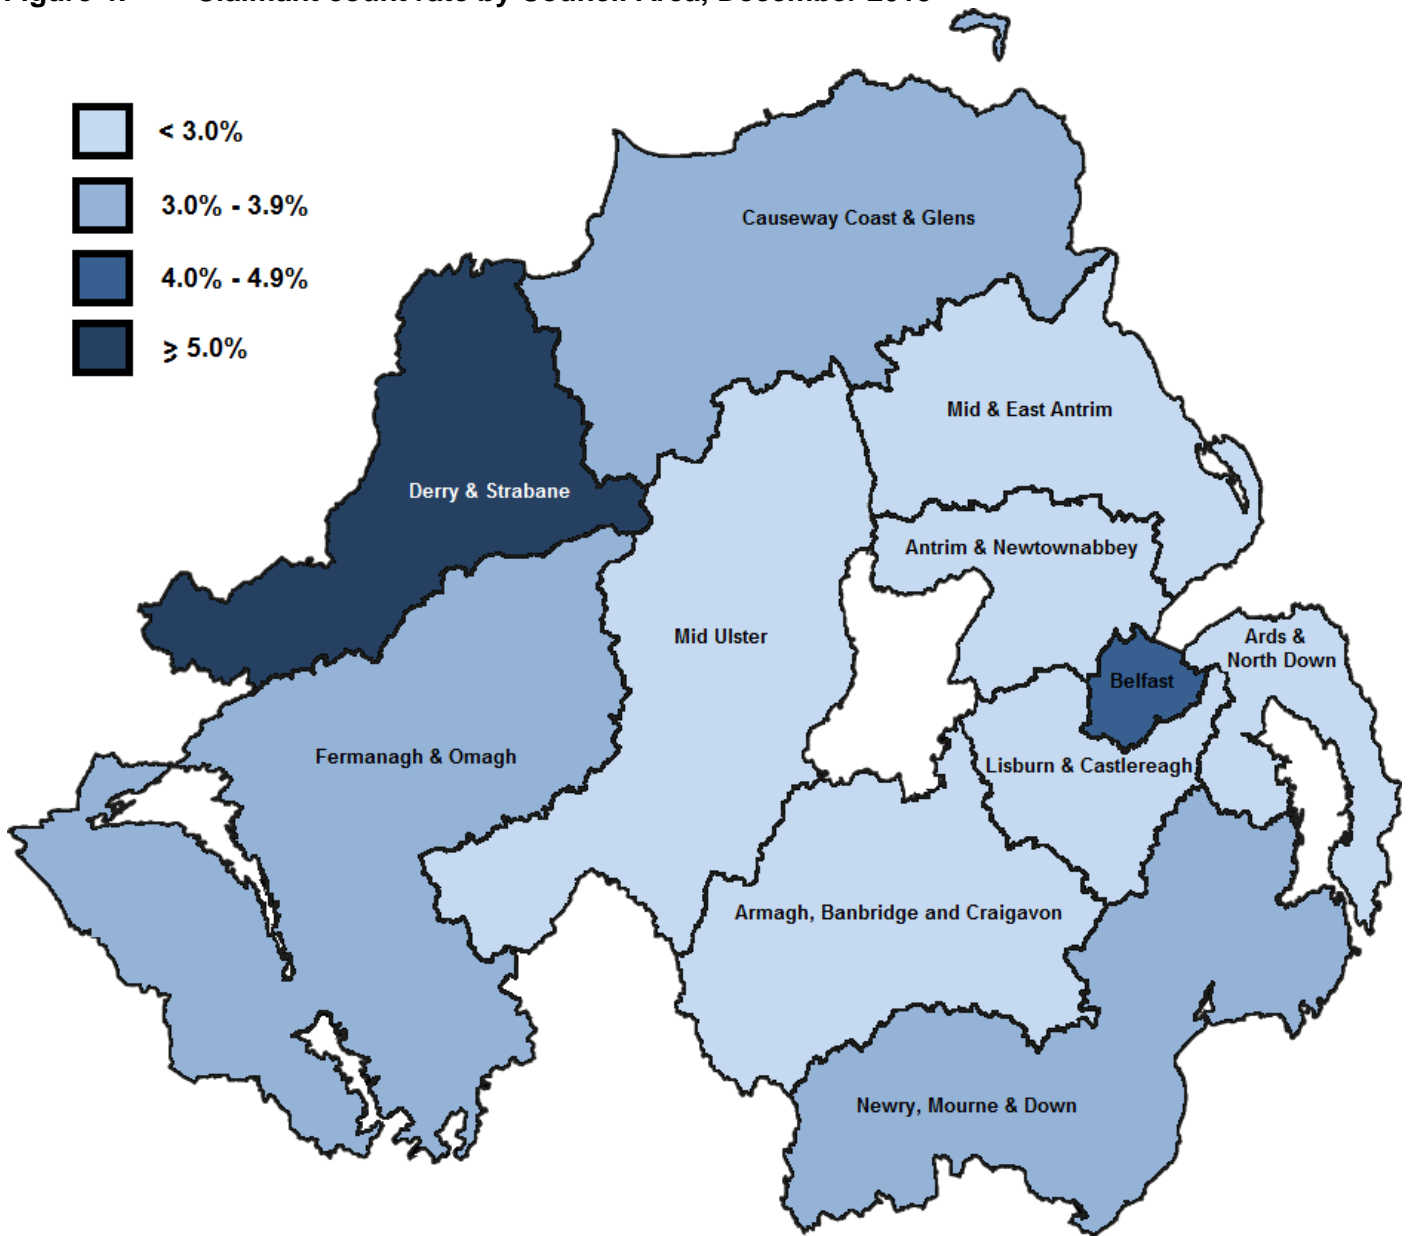 < 3.0%
3.0% - 3.9%
4.0% - 4.9%
⩾ 5.0%
Causeway Coast & Glens
Mid & East Antrim
Derry & Strabane
Antrim & Newtownabbey
Mid Ulster
Ards &
North Down
Belfast
Fermanagh & Omagh
Lisburn & Castlereagh
Armagh, Banbridge and Craigavon
Newry, Mourne & Down